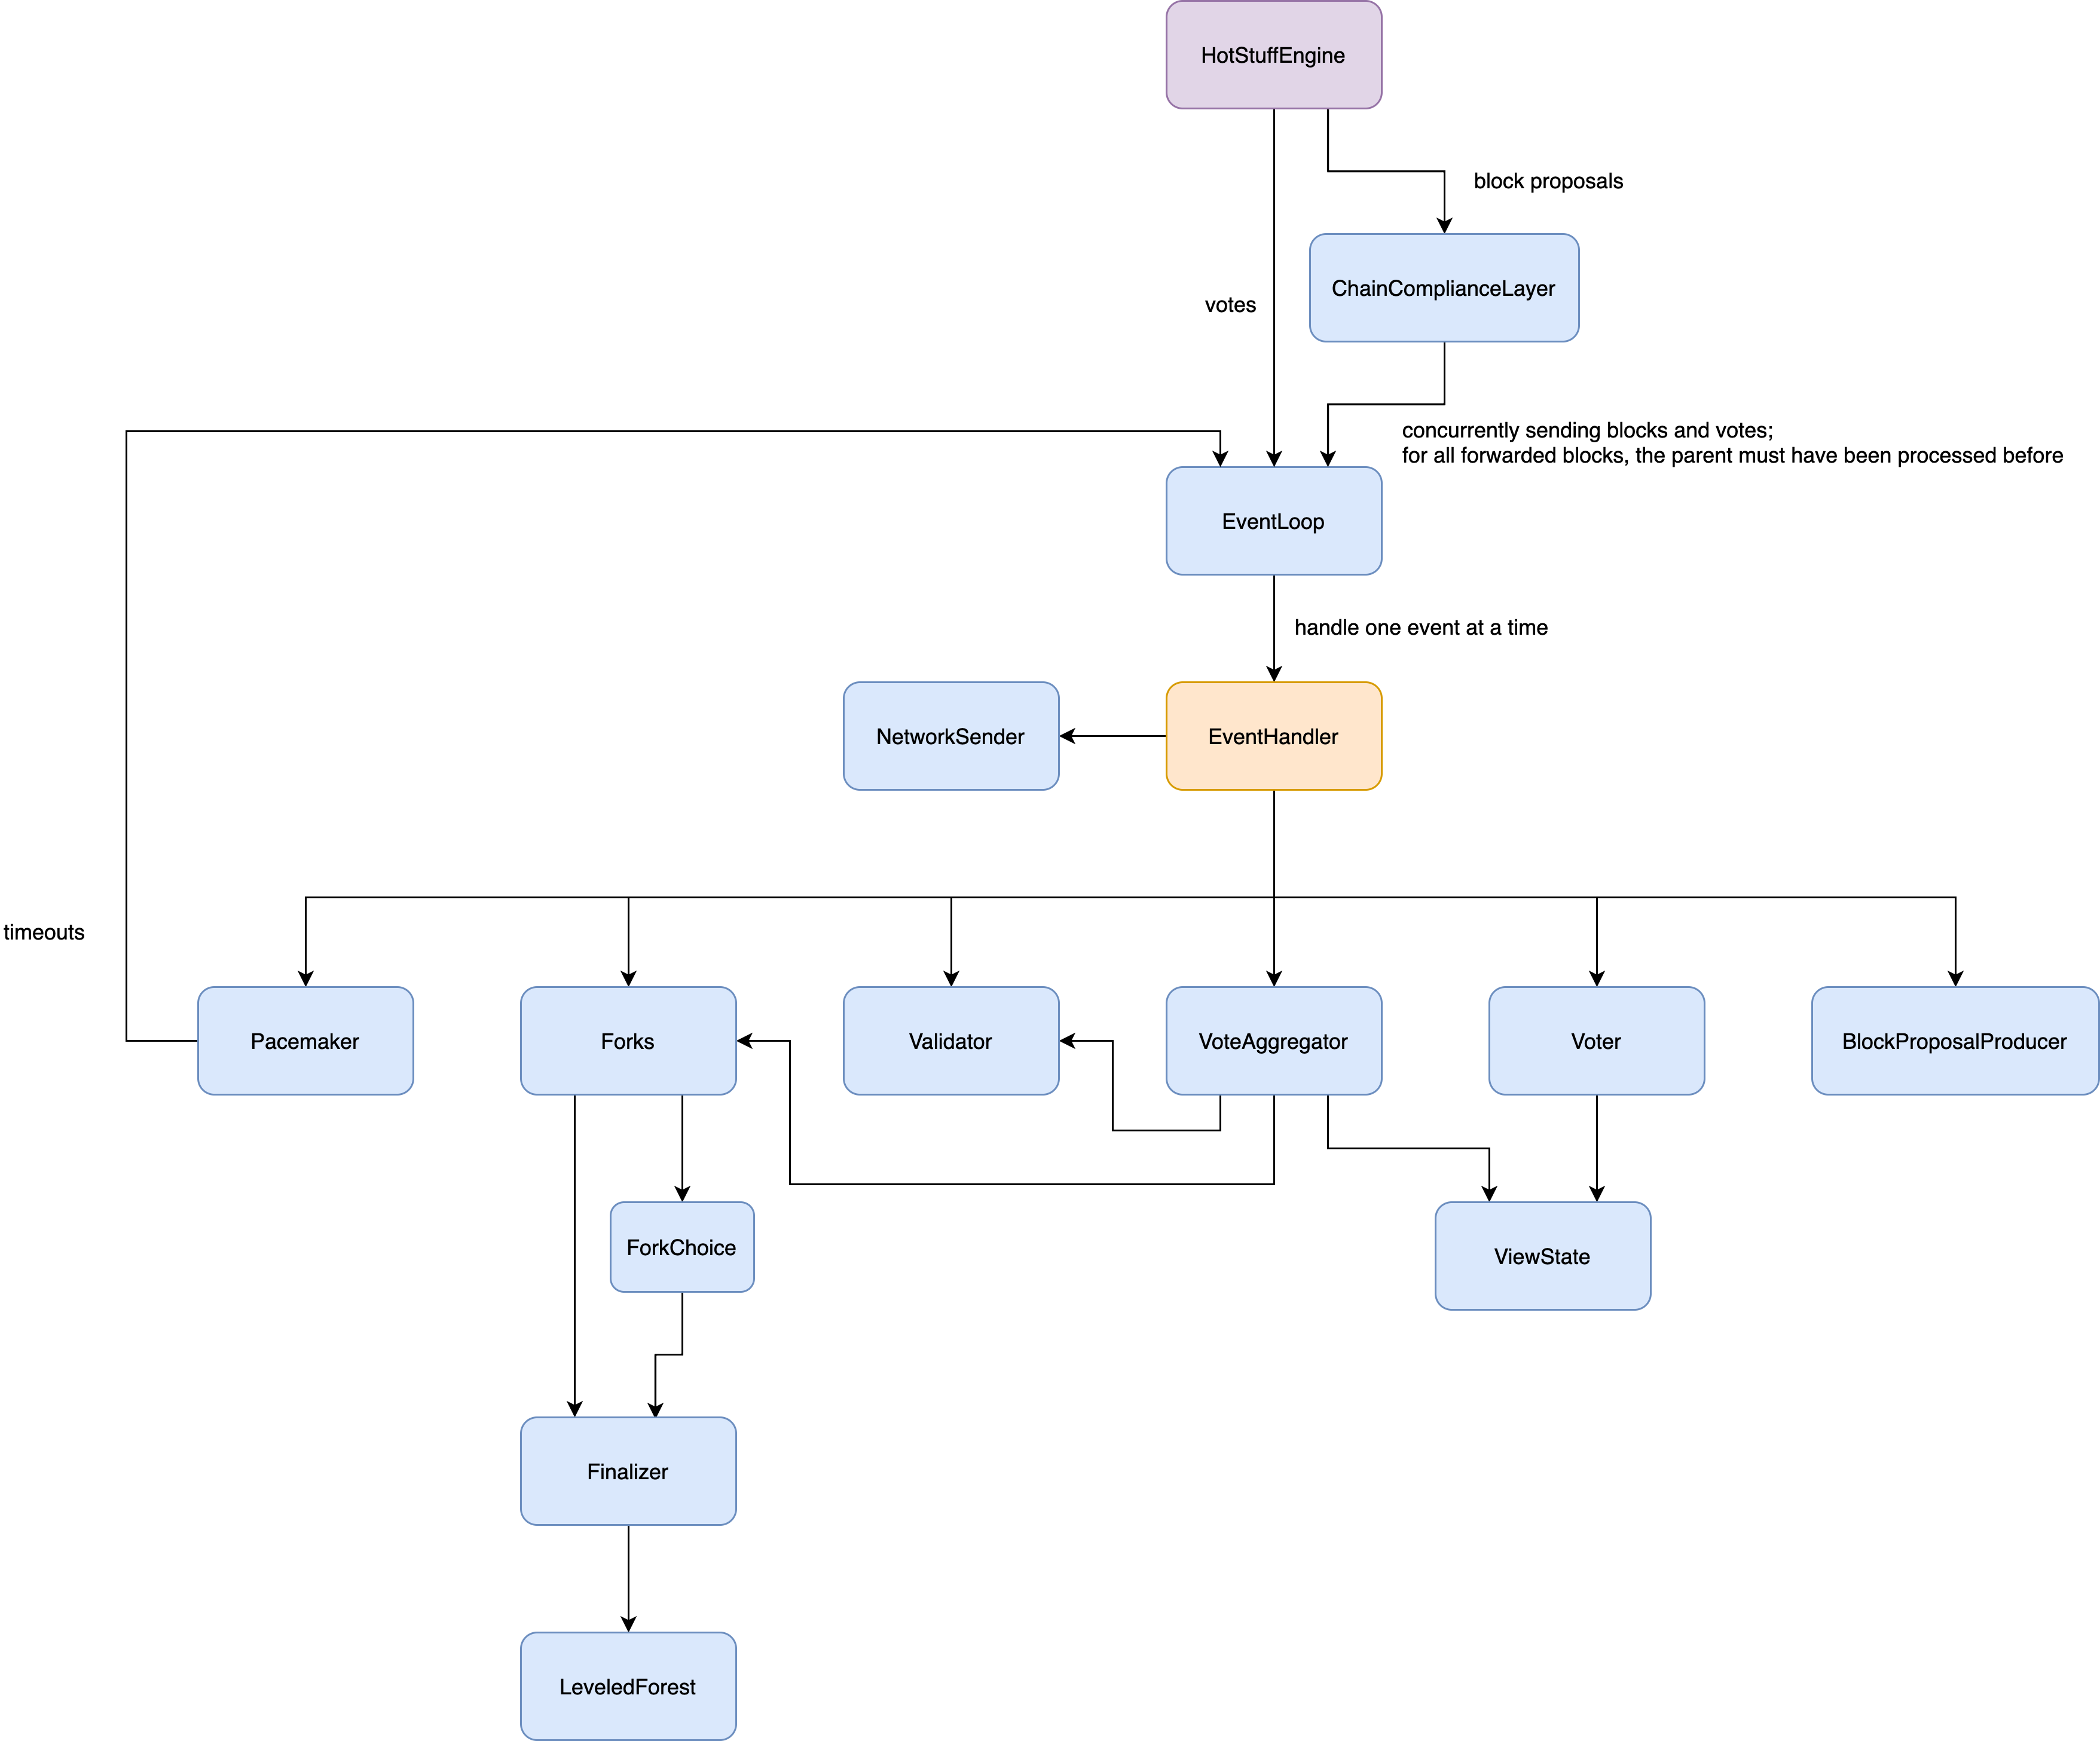 HotStuffEngine
block proposals
ChainComplianceLayer
votes
concurrently sending blocks and votes;
for all forwarded blocks, the parent must have been processed before
EventLoop
handle one event at a time
NetworkSender
EventHandler
timeouts
Pacemaker
Forks
Validator
VoteAggregator
Voter
BlockProposalProducer
ForkChoice
ViewState
Finalizer
LeveledForest